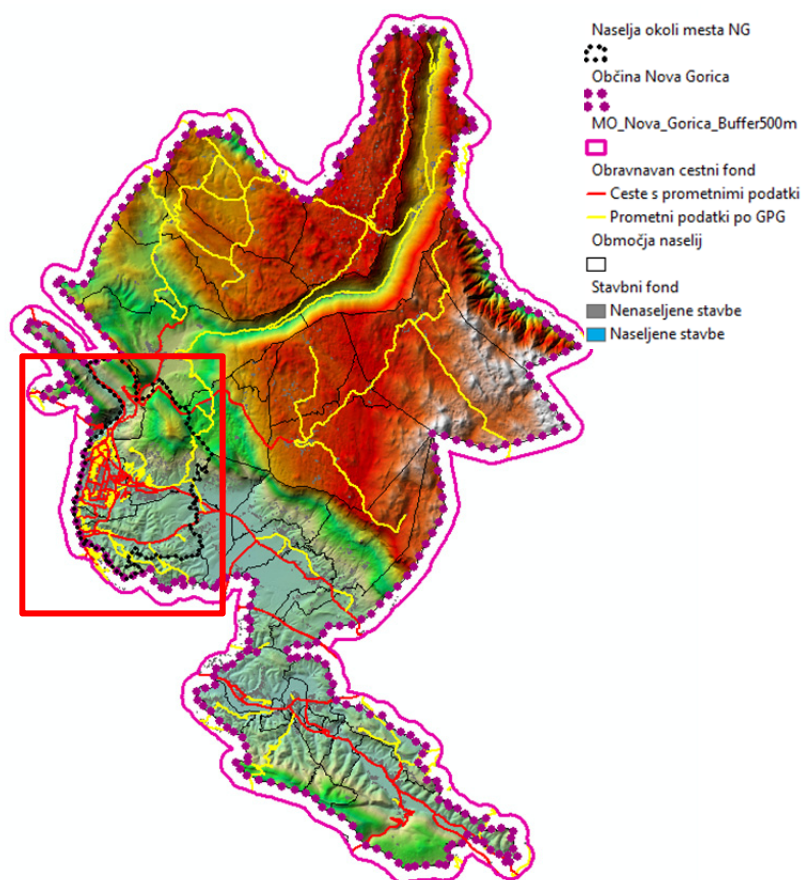 Naselja okoli mesta NG
Občina Nova Gorica
MO_Nova_Gorica_Buffer500m
Obravnavan cestni fond
Ceste s prometnimi podatki
Prometni podatki po GPG
Območja naselij
Stavbni fond
Nenaseljene stavbe
Naseljene stavbe